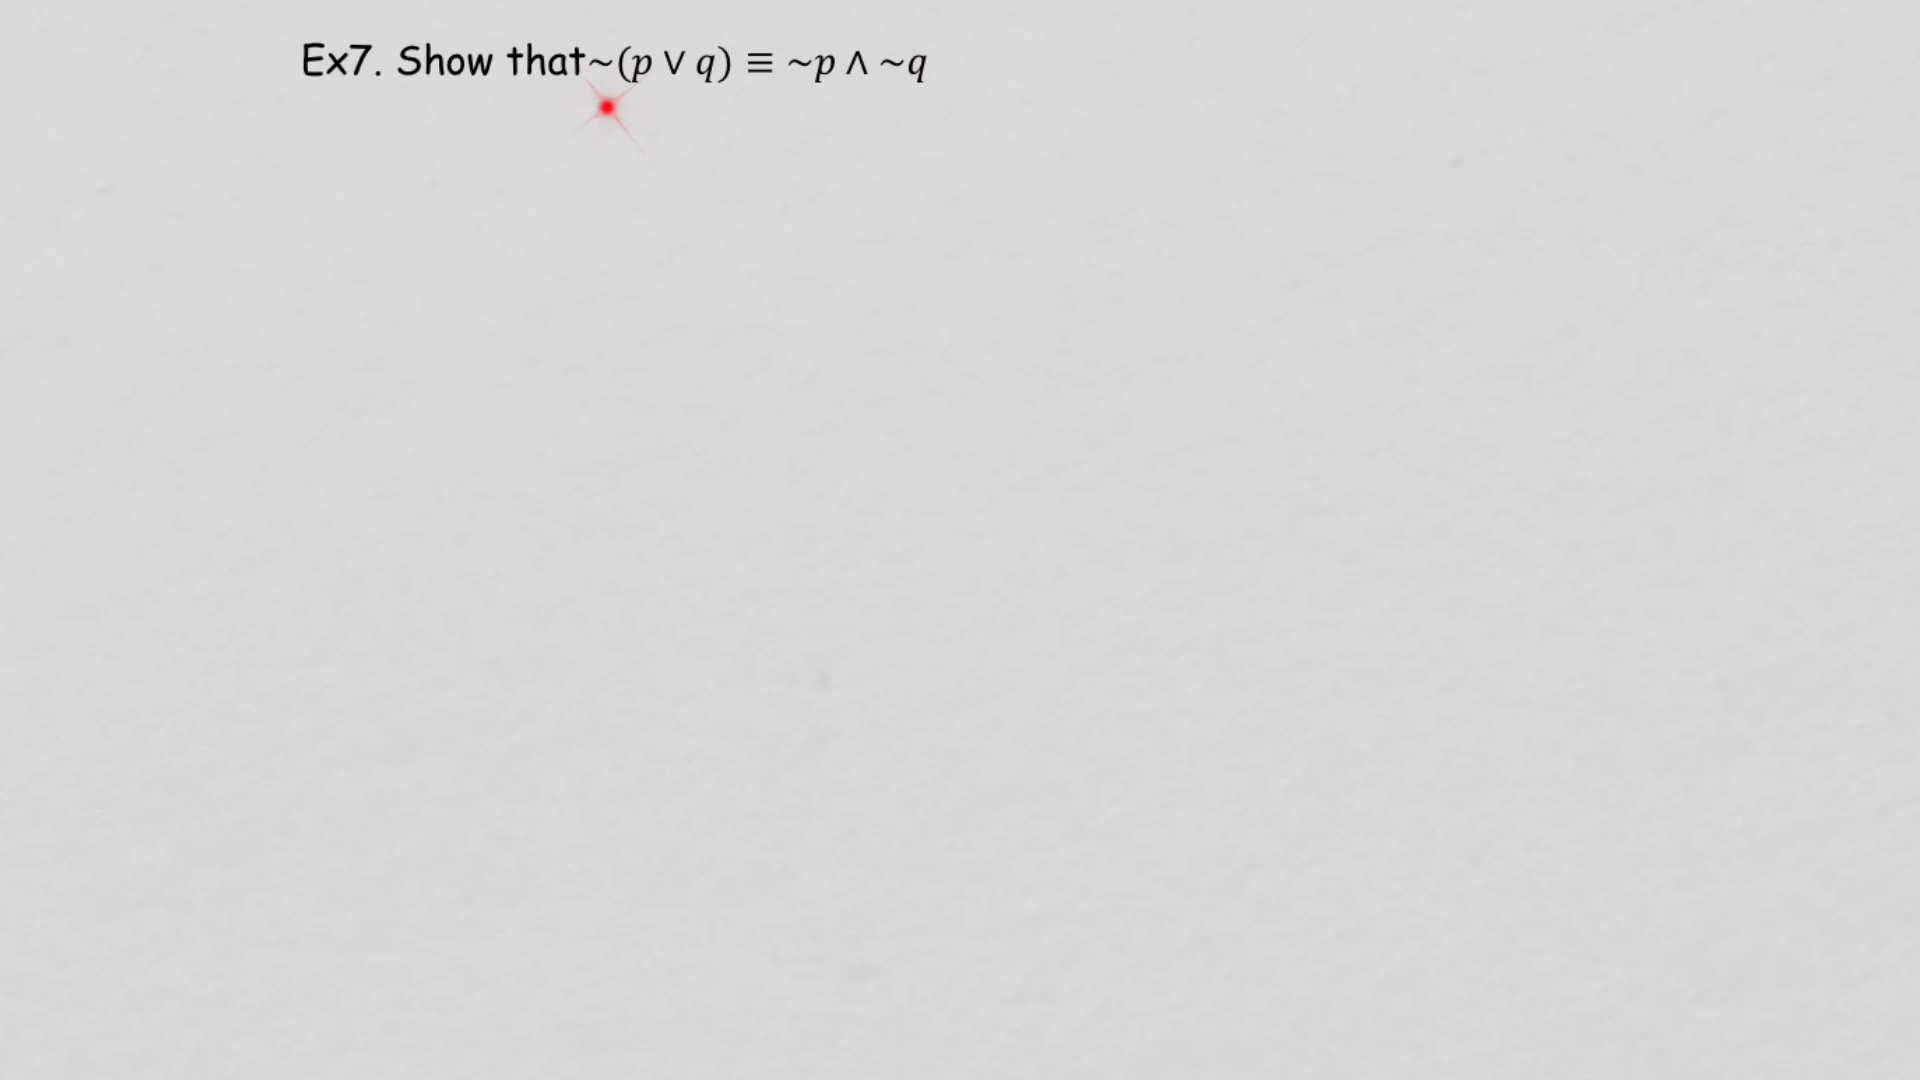 Ex7. Show that~(p ∨ q) ≡ ~p ∧ ~q